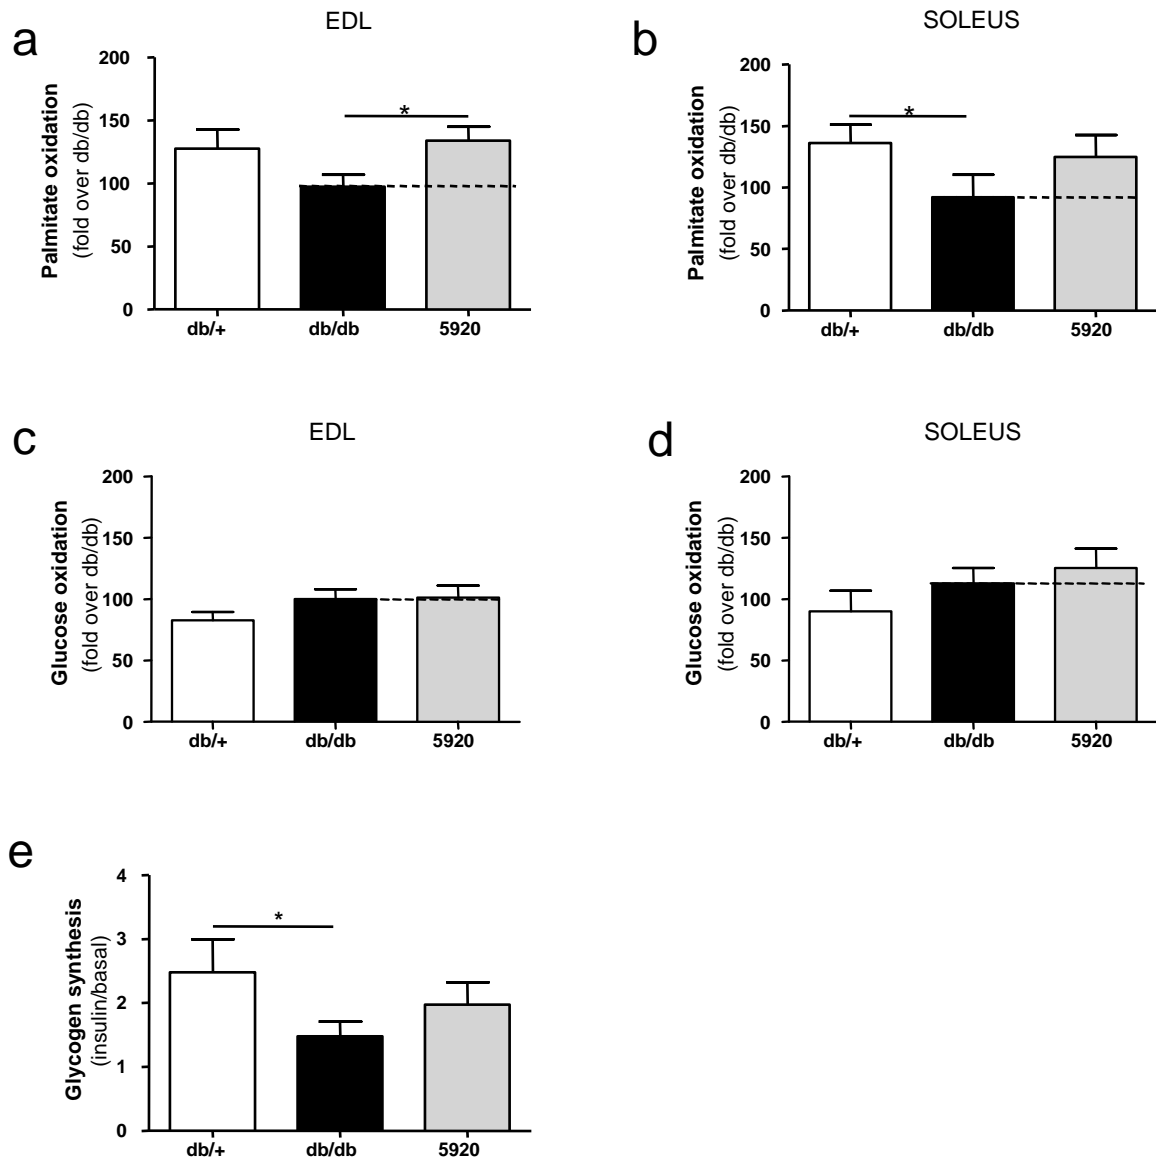 a
EDL
Palmitate oxidation
(fold over db/db)
200
150
100
50
0
*
db/+
db/db
5920
b
SOLEUS
Palmitate oxidation
(fold over db/db)
200
150
100
50
0
*
db/+
db/db
5920
c
EDL
Glucose oxidation
(fold over db/db)
200
150
100
50
0
db/+
db/db
5920
d
SOLEUS
Glucose oxidation
(fold over db/db)
200
150
100
50
0
db/+
db/db
5920
e
Glycogen synthesis
(insulin/basal)
4
3
2
1
0
*
db/+
db/db
5920